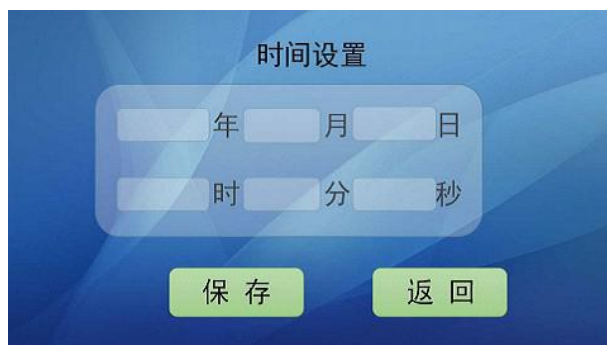 时间设置
年 月 日
时 分 秒
保存 返回